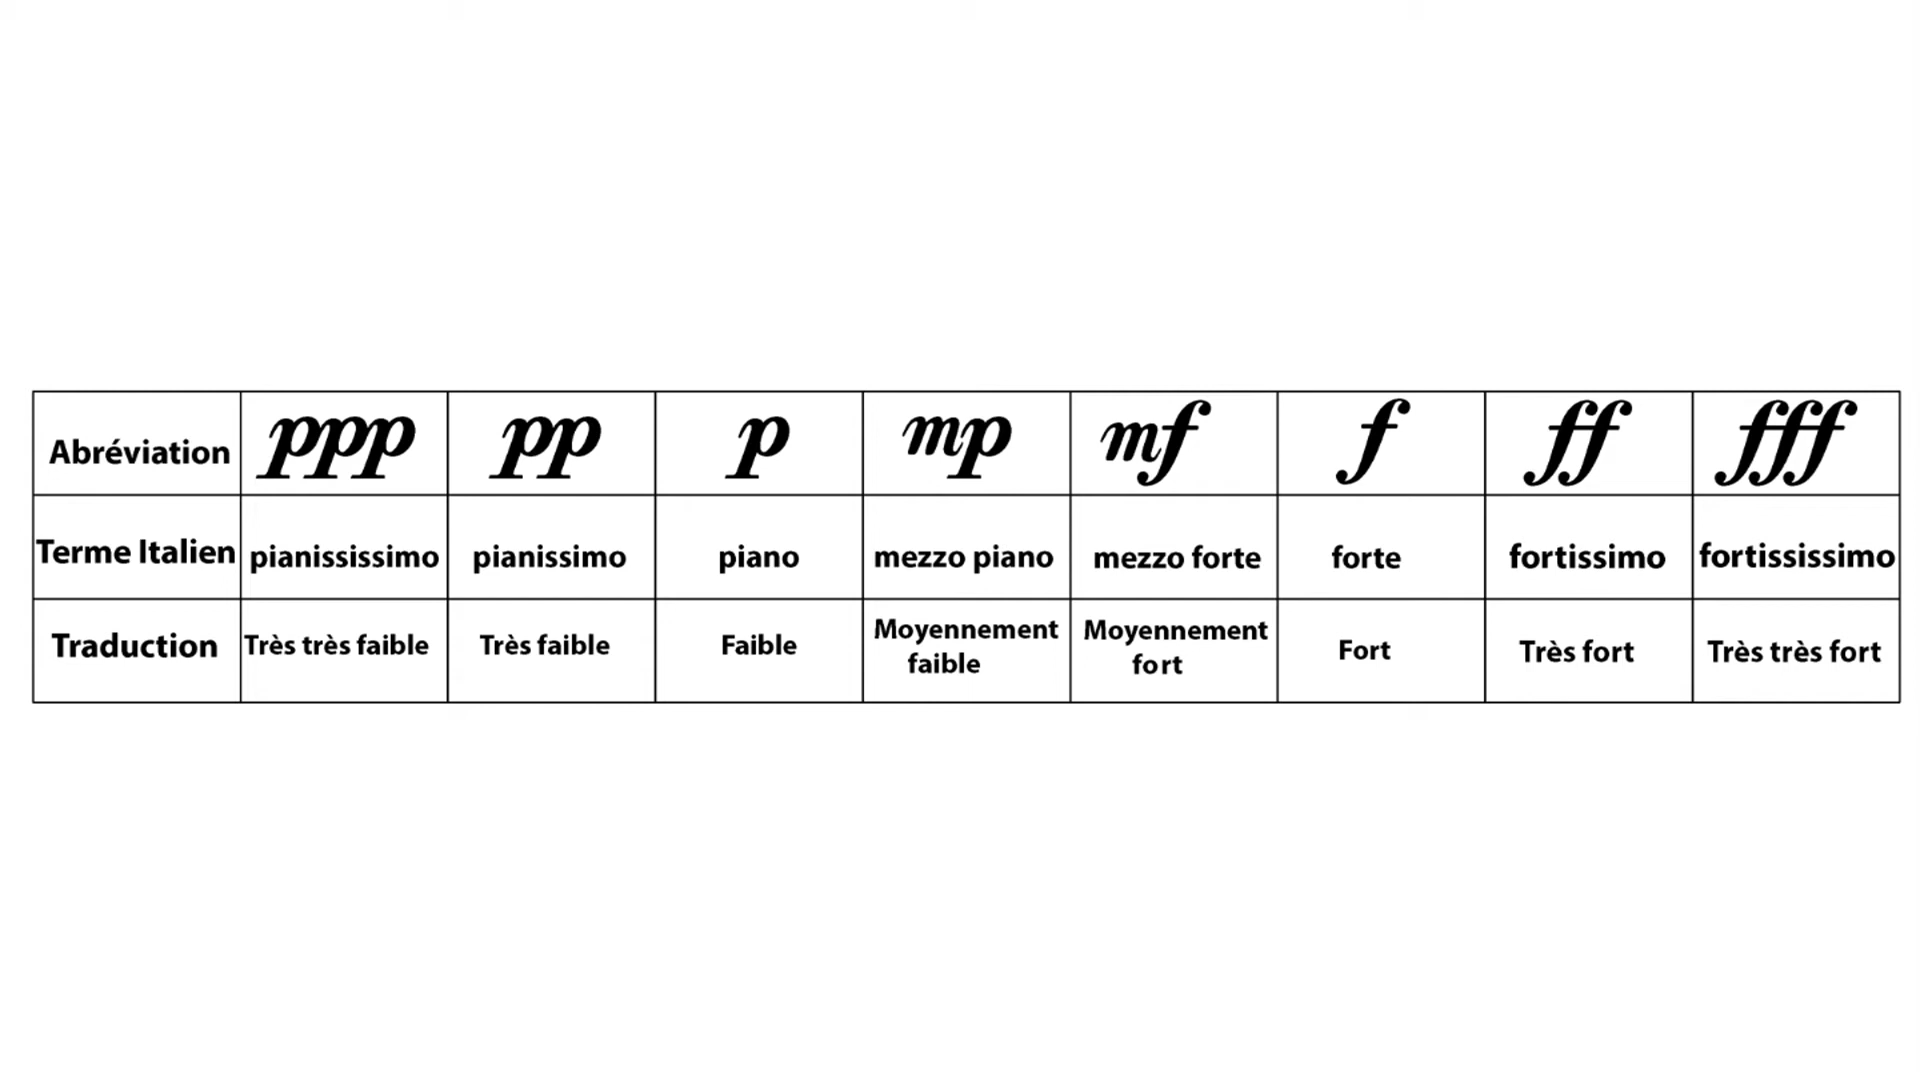 Abréviation ppp pp p mp mf f ff fff
Terme Italien pianississimo pianissimo piano mezzo piano mezzo forte forte fortissimo fortississimo
Traduction Très très faible Très faible Faible Moyennement faible Moyennement fort Fort Très fort Très très fort